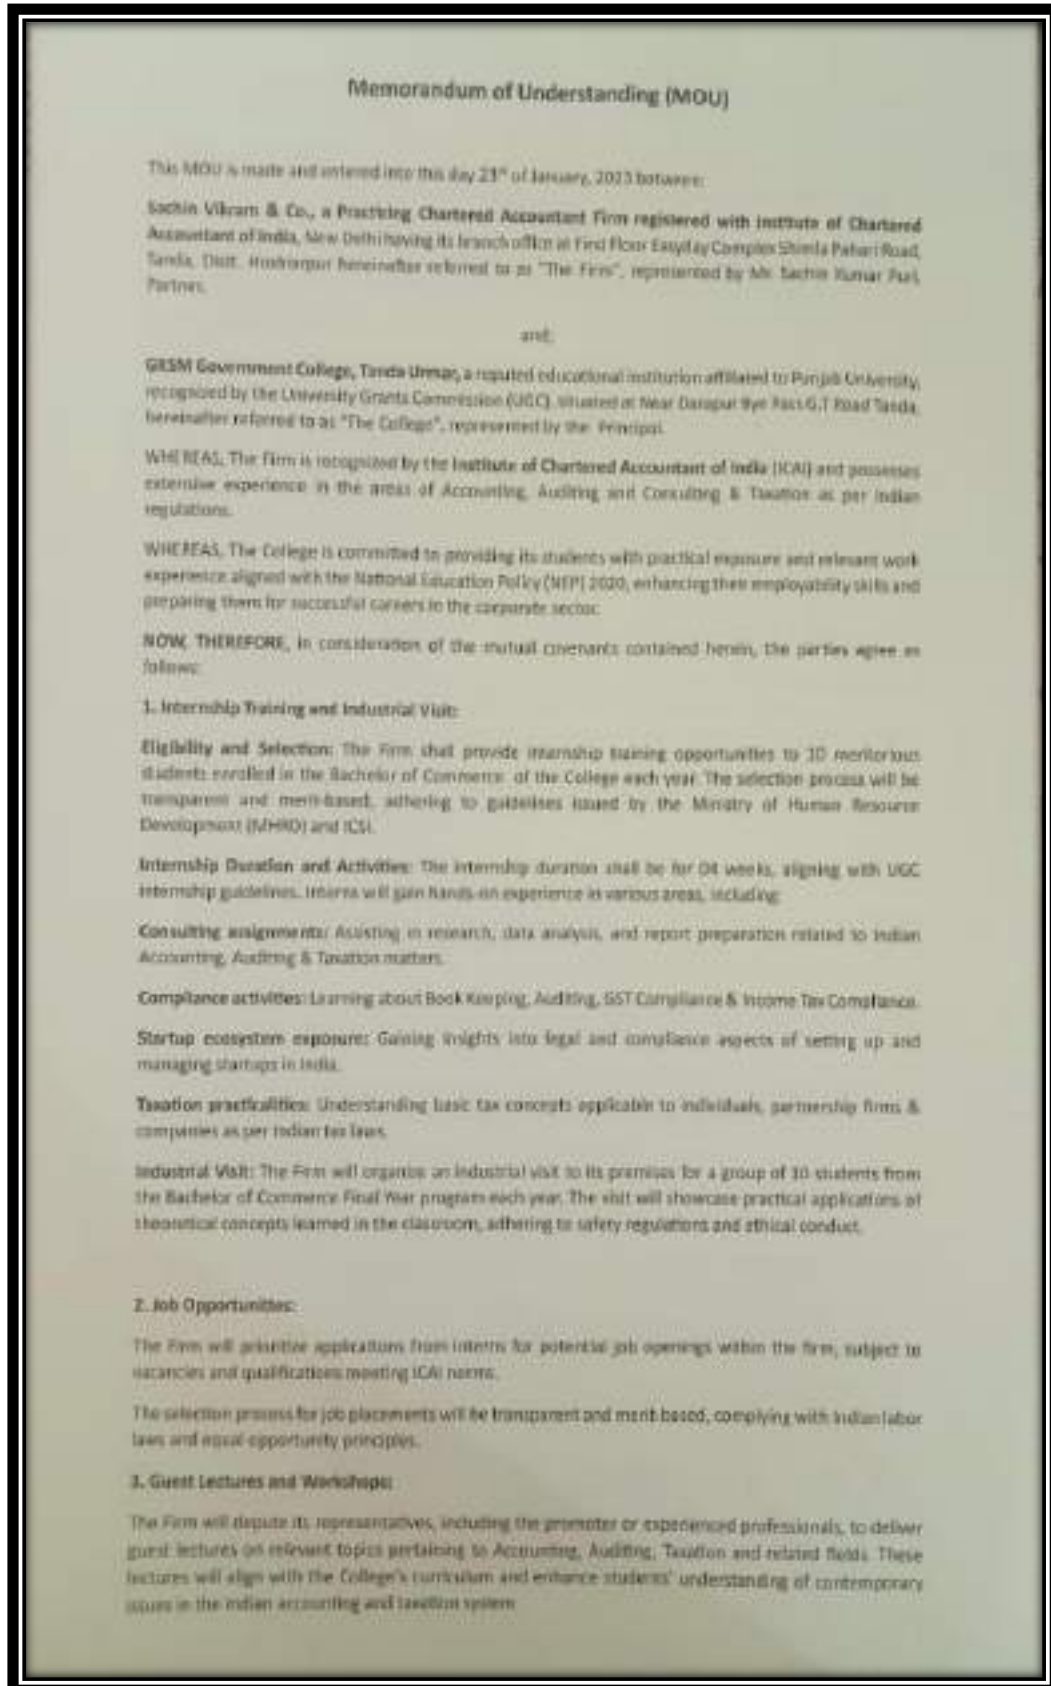 Memorandum of Understanding (MOU)
This MOU is made and entered into this day 23rd of January, 2023 between:
Sachin Vikram & Co., a Practicing Chartered Accountant Firm registered with Institute of Chartered
Accountant of India, New Delhi having its branch office at First Floor Easyday Complex Shimla Pahari Road,
Tanda, Distt. Hoshiarpur hereinafter referred to as "The Firm", represented by Mr. Sachin Kumar Puri,
Partner.
and;
GKSM Government College, Tanda Urmar, a reputed educational institution affiliated to Punjab University,
recognized by the University Grants Commission (UGC), situated at Near Darapur Bye Pass G.T Road Tanda,
hereinafter referred to as "The College", represented by the Principal.
WHEREAS, The Firm is recognized by the Institute of Chartered Accountant of India (ICAI) and possesses
extensive experience in the areas of Accounting, Auditing and Consulting & Taxation as per Indian
regulations.
WHEREAS, The College is committed to providing its students with practical exposure and relevant work
experience aligned with the National Education Policy (NEP) 2020, enhancing their employability skills and
preparing them for successful careers in the corporate sector.
NOW, THEREFORE, in consideration of the mutual covenants contained herein, the parties agree as
follows:
1. Internship Training and Industrial Visit:
Eligibility and Selection: The Firm shall provide internship training opportunities to 10 meritorious
students enrolled in the Bachelor of Commerce of the College each year. The selection process will be
transparent and merit-based, adhering to guidelines issued by the Ministry of Human Resource
Development (MHRD) and ICSI.
Internship Duration and Activities: The internship duration shall be for 04 weeks, aligning with UGC
internship guidelines. Interns will gain hands-on experience in various areas, including:
Consulting assignments: Assisting in research, data analysis, and report preparation related to Indian
Accounting, Auditing & Taxation matters.
Compliance activities: Learning about Book Keeping, Auditing, GST Compliance & Income Tax Compliance.
Startup ecosystem exposure: Gaining insights into legal and compliance aspects of setting up and
managing startups in India.
Taxation practicalities: Understanding basic tax concepts applicable to individuals, partnership firms &
companies as per Indian tax laws.
Industrial Visit: The Firm will organize an industrial visit to its premises for a group of 10 students from
the Bachelor of Commerce Final Year program each year. The visit will showcase practical applications of
theoretical concepts learned in the classroom, adhering to safety regulations and ethical conduct.
2. Job Opportunities:
The Firm will prioritize applications from interns for potential job openings within the firm, subject to
vacancies and qualifications meeting ICAI norms.
The selection process for job placements will be transparent and merit-based, complying with Indian labor
laws and equal opportunity principles.
3. Guest Lectures and Workshops:
The Firm will depute its representatives, including the promoter or experienced professionals, to deliver
guest lectures on relevant topics pertaining to Accounting, Auditing, Taxation and related fields. These
lectures will align with the College's curriculum and enhance students' understanding of contemporary
issues in the Indian accounting and taxation system